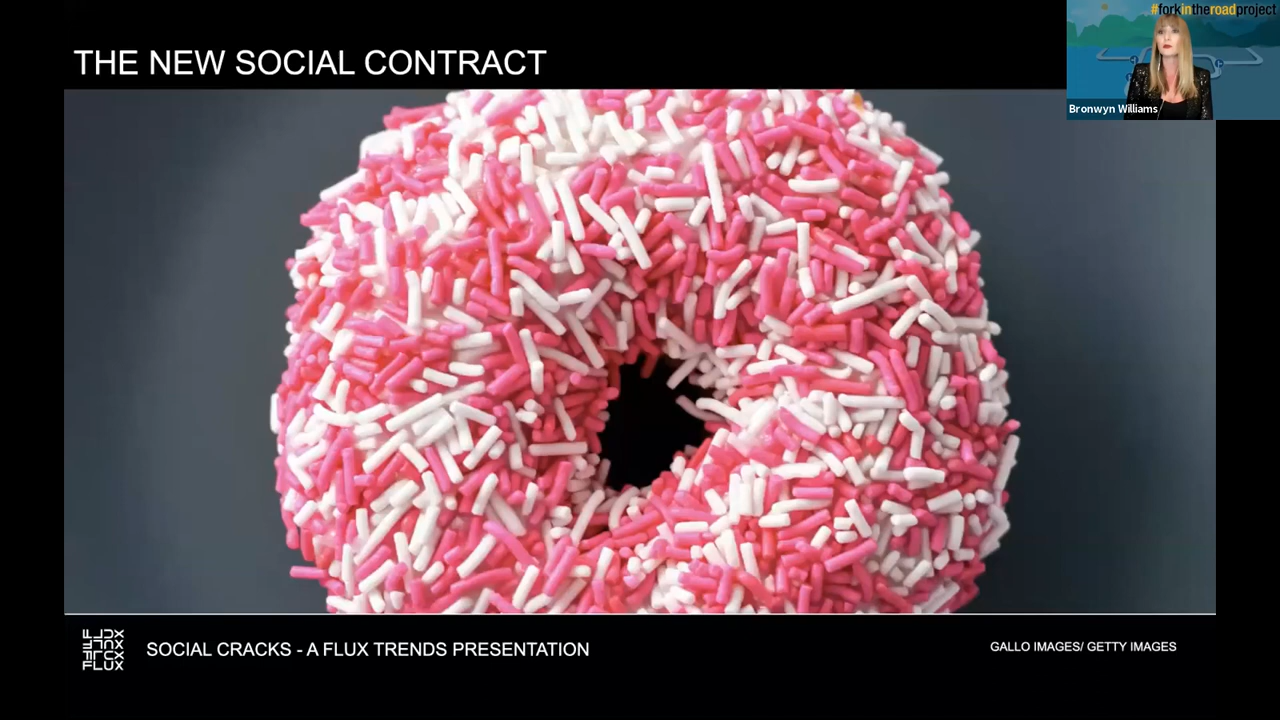 #forkintheroadproject
THE NEW SOCIAL CONTRACT
Bronwyn Williams
FLUX
SOCIAL CRACKS - A FLUX TRENDS PRESENTATION
GALLO IMAGES/ GETTY IMAGES